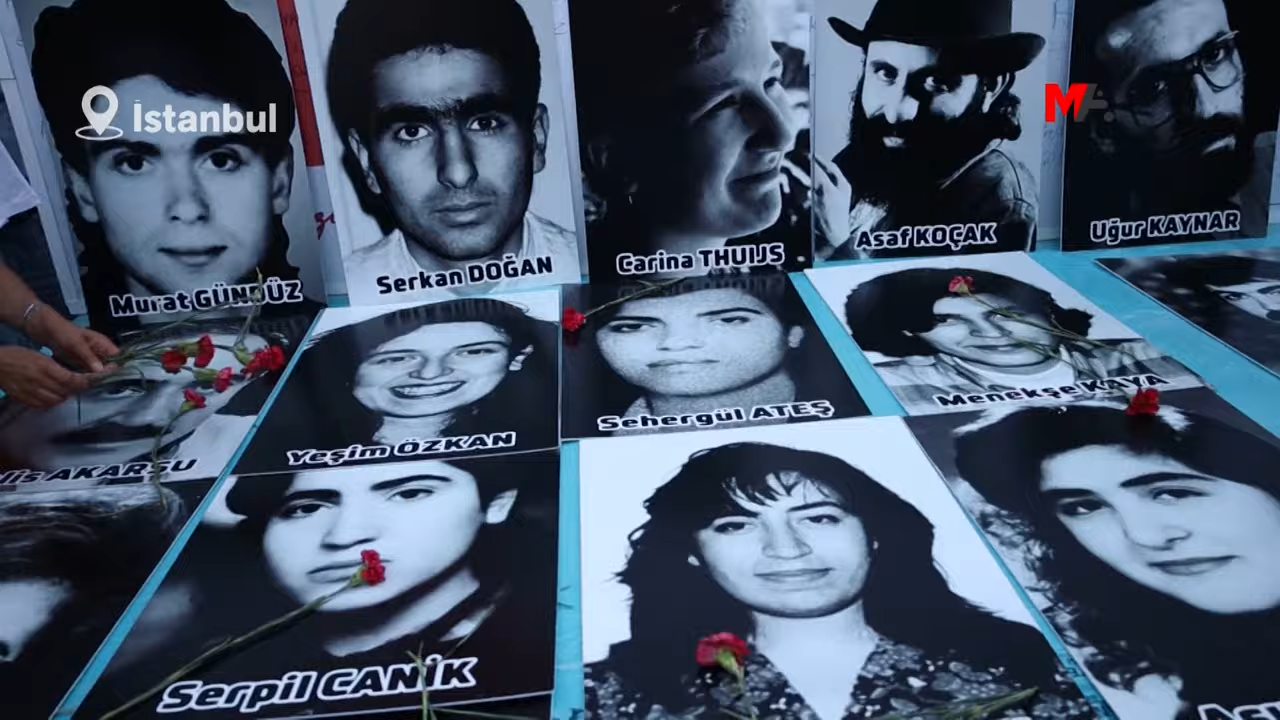 İstanbul
MA
Murat GÜNDÜZ
Serkan DOĞAN
Carina THUIJS
Asaf KOÇAK
Uğur KAYNAR
AKARSU
Yeşim ÖZKAN
Sehergül ATEŞ
Menekşe KAYA
Serpil CANİK